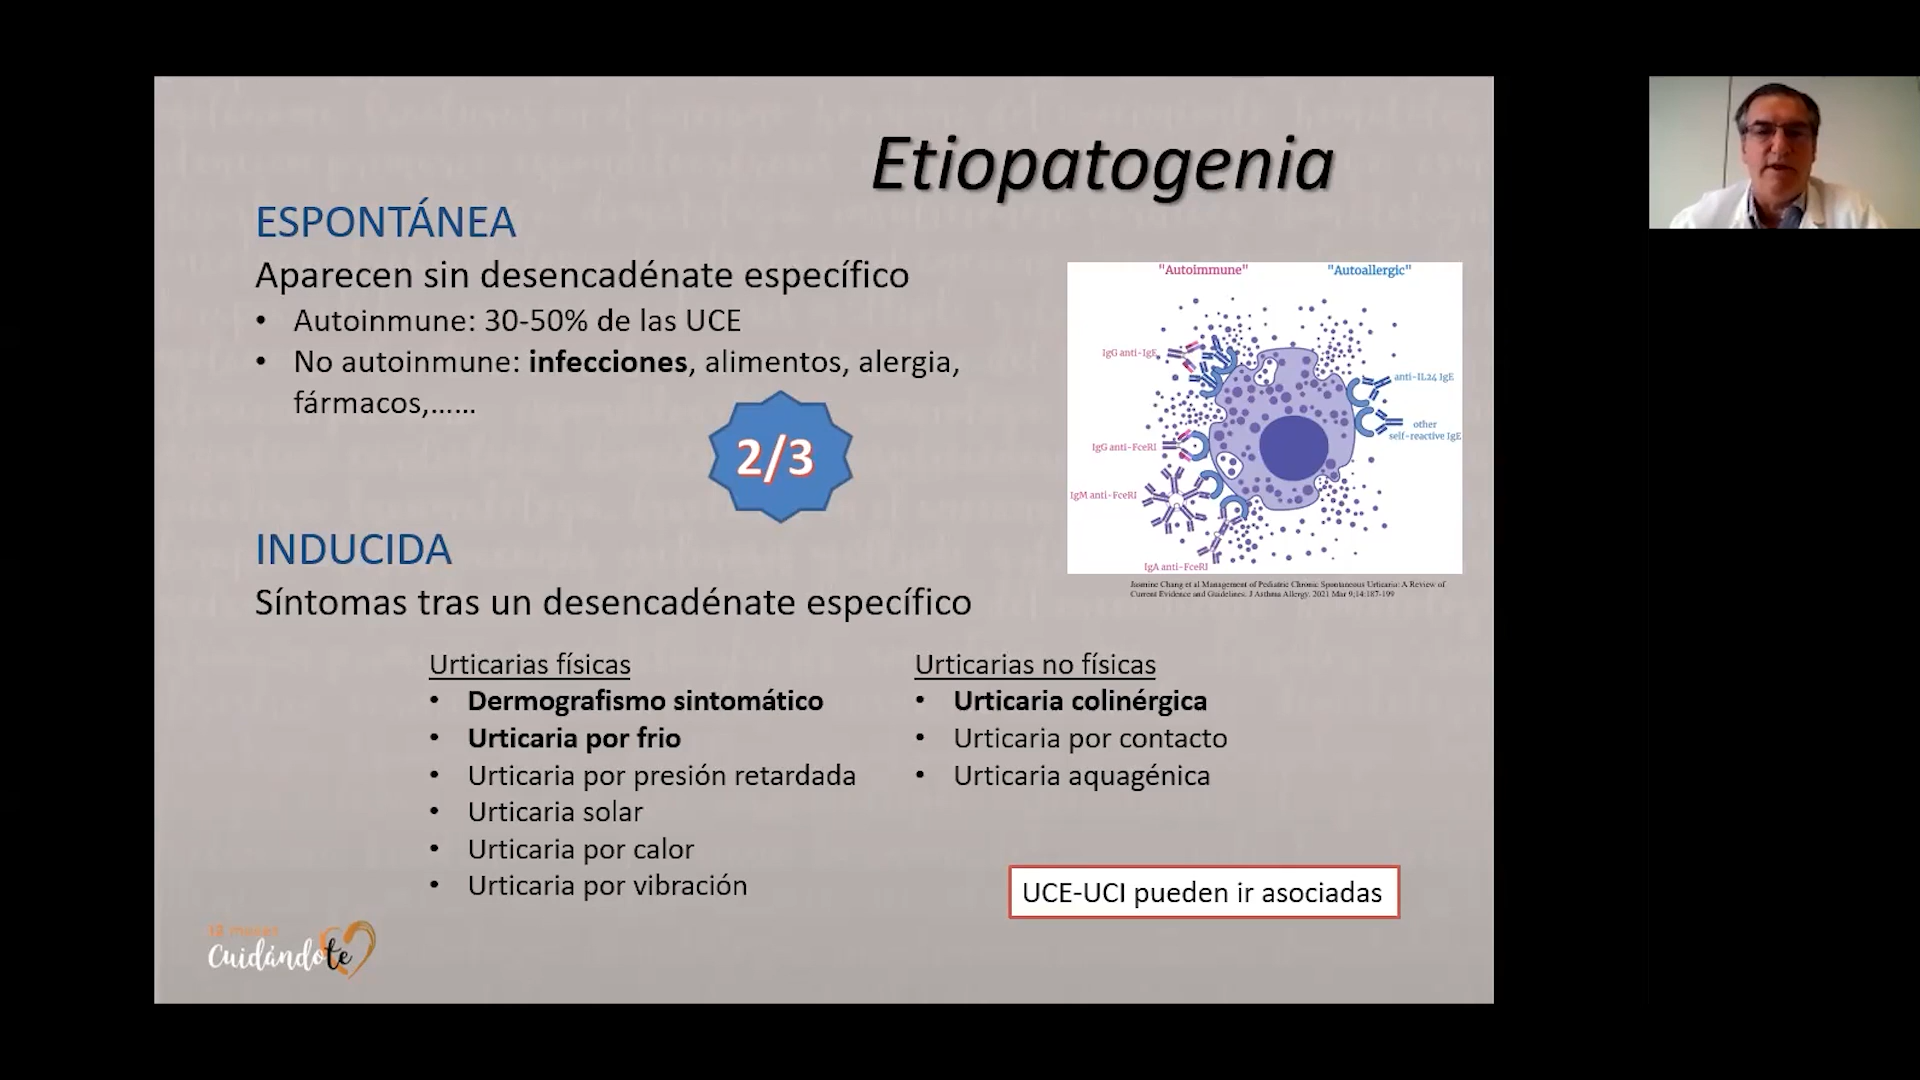 Etiopatogenia
ESPONTÁNEA
Aparecen sin desencadénate específico
• Autoinmune: 30-50% de las UCE
• No autoinmune: infecciones, alimentos, alergia,
fármacos,......
2/3
"Autoimmune" "Autoallergic"
IgG anti-IgE
anti-IL24 IgE
other
self-reactive IgE
IgG anti-FceRI
IgM anti-FceRI
IgA anti-FceRI
Jasmine Chang et al Management of Pediatric Chronic Spontaneous Urticaria: A Review of
Current Evidence and Guidelines. J Asthma Allergy. 2021 Mar 9;14:187-199
INDUCIDA
Síntomas tras un desencadénate específico
Urticarias físicas
• Dermografismo sintomático
• Urticaria por frio
• Urticaria por presión retardada
• Urticaria solar
• Urticaria por calor
• Urticaria por vibración
Urticarias no físicas
• Urticaria colinérgica
• Urticaria por contacto
• Urticaria aquagénica
UCE-UCI pueden ir asociadas
12 meses
Cuidándote